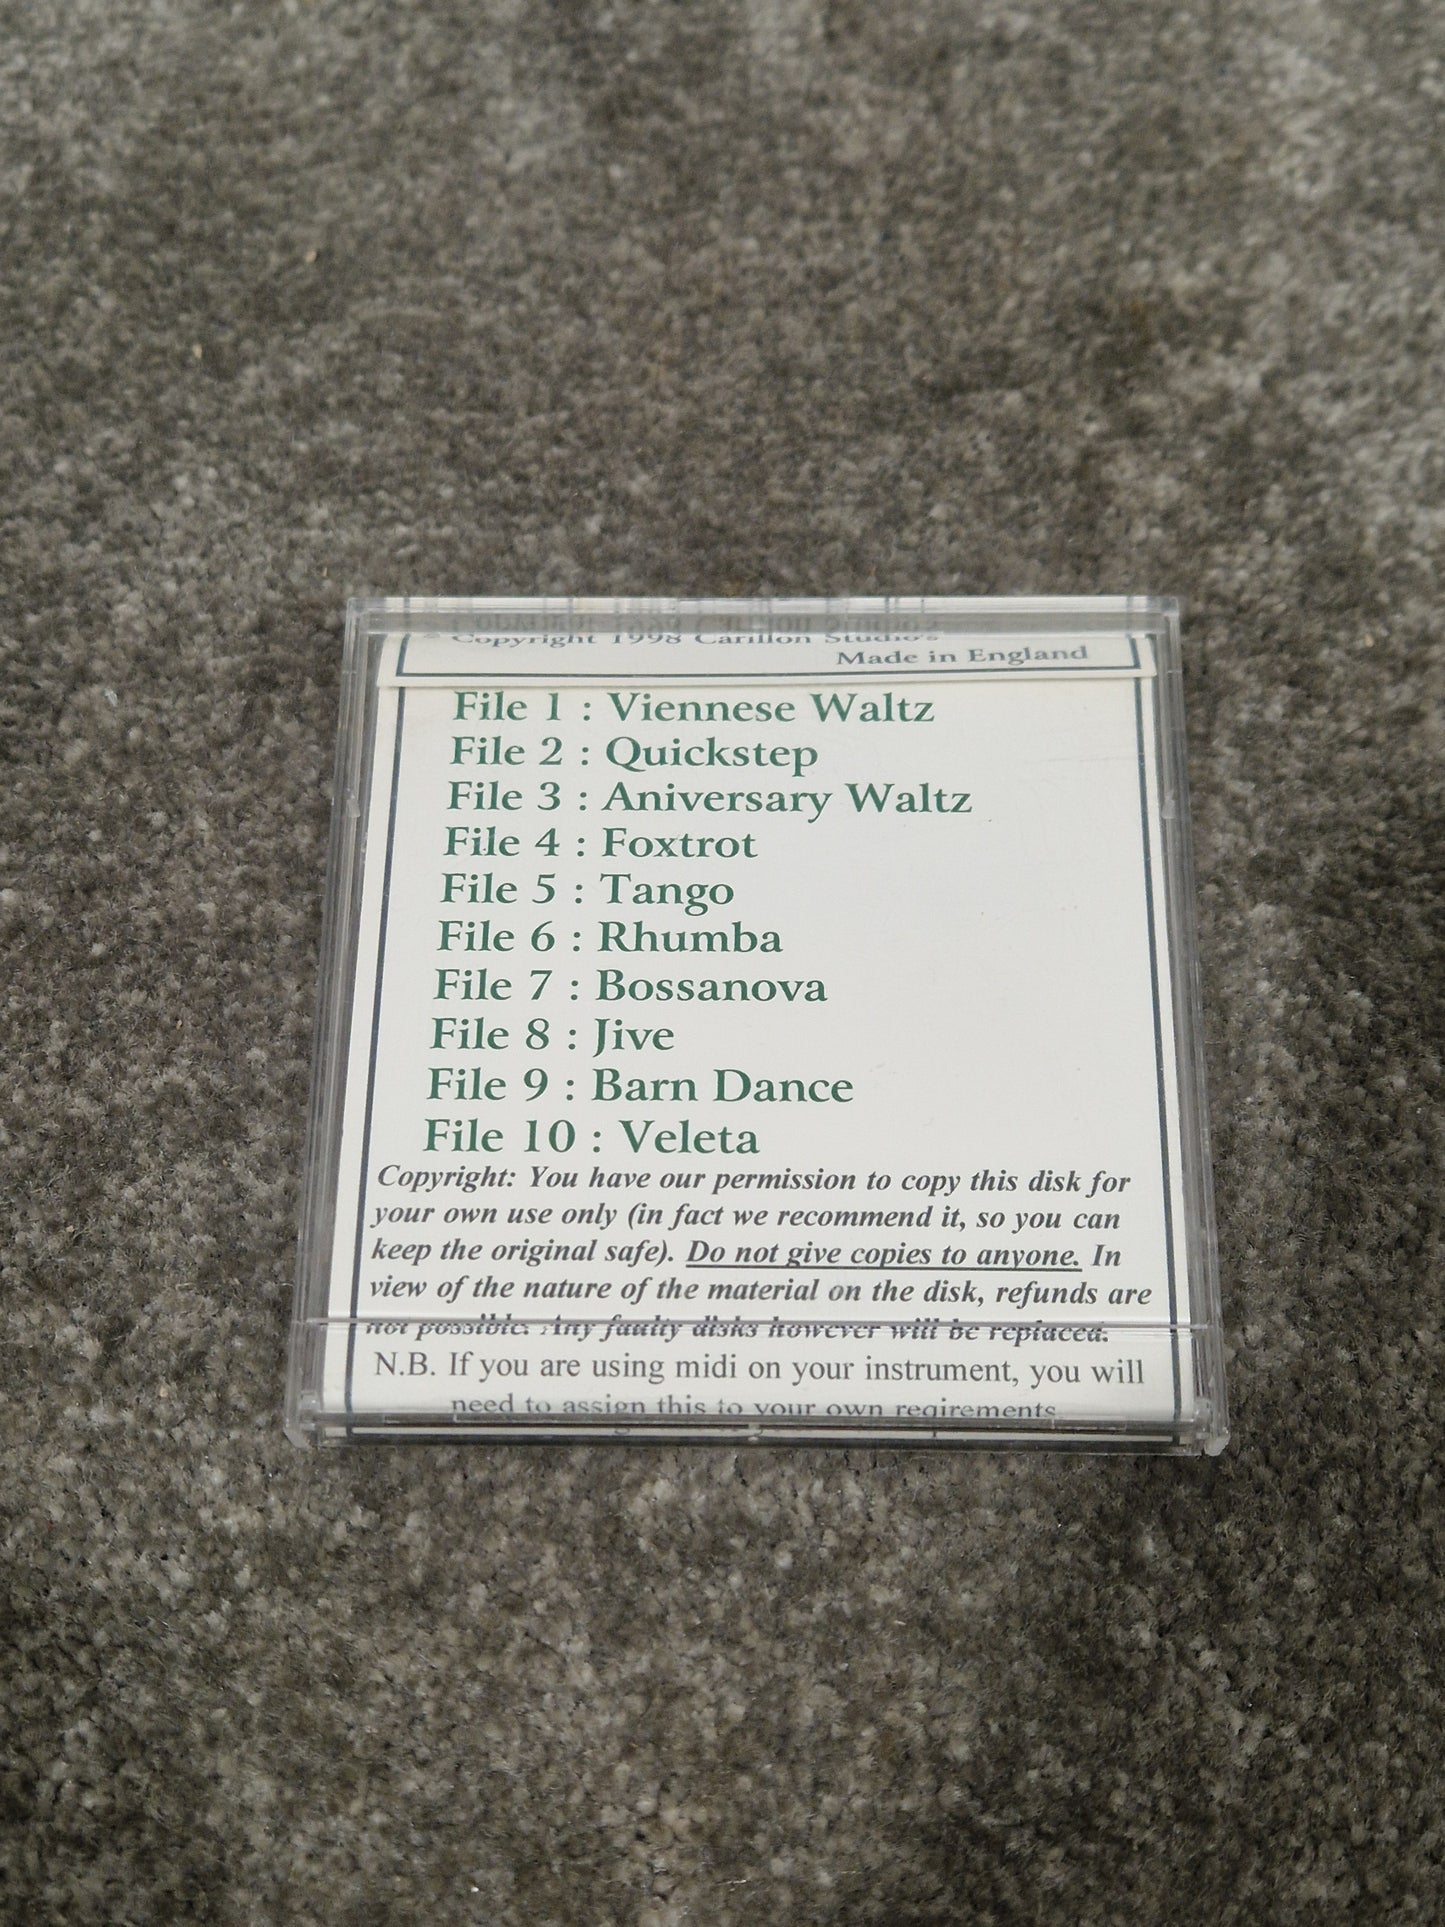 © Copyright 1998 Carillon Studio's
Made in England
File 1 : Viennese Waltz
File 2 : Quickstep
File 3 : Aniversary Waltz
File 4 : Foxtrot
File 5 : Tango
File 6 : Rhumba
File 7 : Bossanova
File 8 : Jive
File 9 : Barn Dance
File 10 : Veleta
Copyright: You have our permission to copy this disk for
your own use only (in fact we recommend it, so you can
keep the original safe). Do not give copies to anyone. In
view of the nature of the material on the disk, refunds are
not possible. Any faulty disks however will be replaced.
N.B. If you are using midi on your instrument, you will
need to assign this to your own reqirements